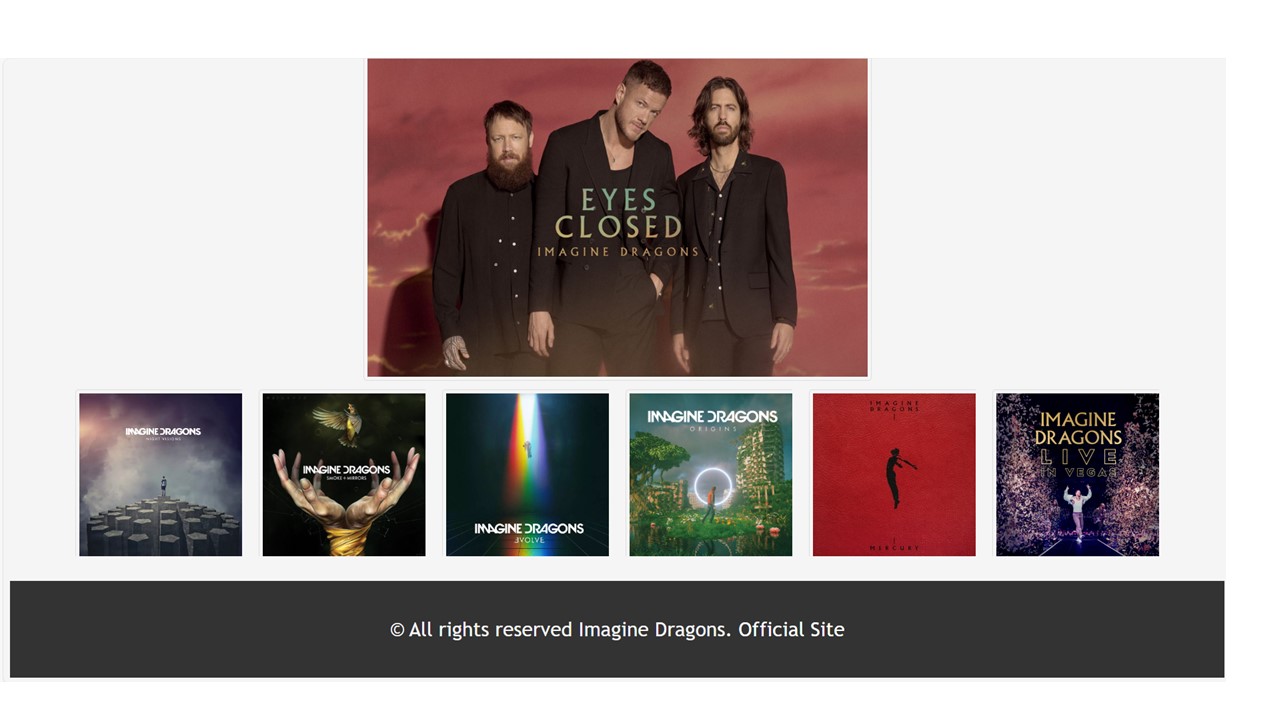 EYES
CLOSED
IMAGINE DRAGONS
IMAGINE DRAGONS
NIGHT VISIONS
IMAGINE DRAGONS
SMOKE + MIRRORS
IMAGINE DRAGONS
EVOLVE
IMAGINE DRAGONS
ORIGINS
IMAGINE
DRAGONS
MERCURY
IMAGINE
DRAGONS
LIVE
IN VEGAS
© All rights reserved Imagine Dragons. Official Site